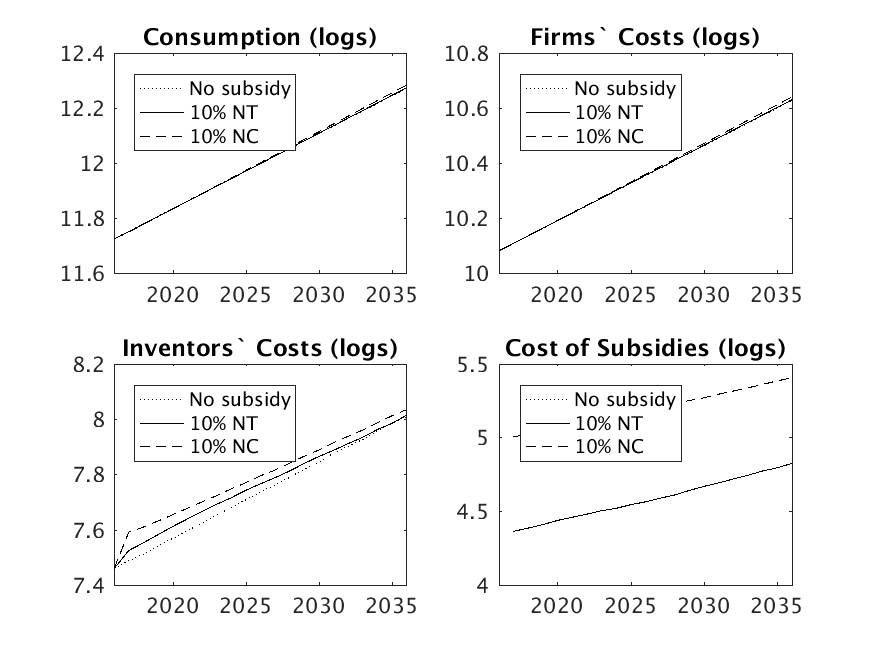 Consumption (logs)
12.4
12.2
12
11.8
11.6
No subsidy
10% NT
10% NC
2020 2025 2030 2035
Firms` Costs (logs)
10.8
10.6
10.4
10.2
10
No subsidy
10% NT
10% NC
2020 2025 2030 2035
Inventors` Costs (logs)
8.2
8
7.8
7.6
7.4
No subsidy
10% NT
10% NC
2020 2025 2030 2035
Cost of Subsidies (logs)
5.5
5
4.5
4
No subsidy
10% NT
10% NC
2020 2025 2030 2035